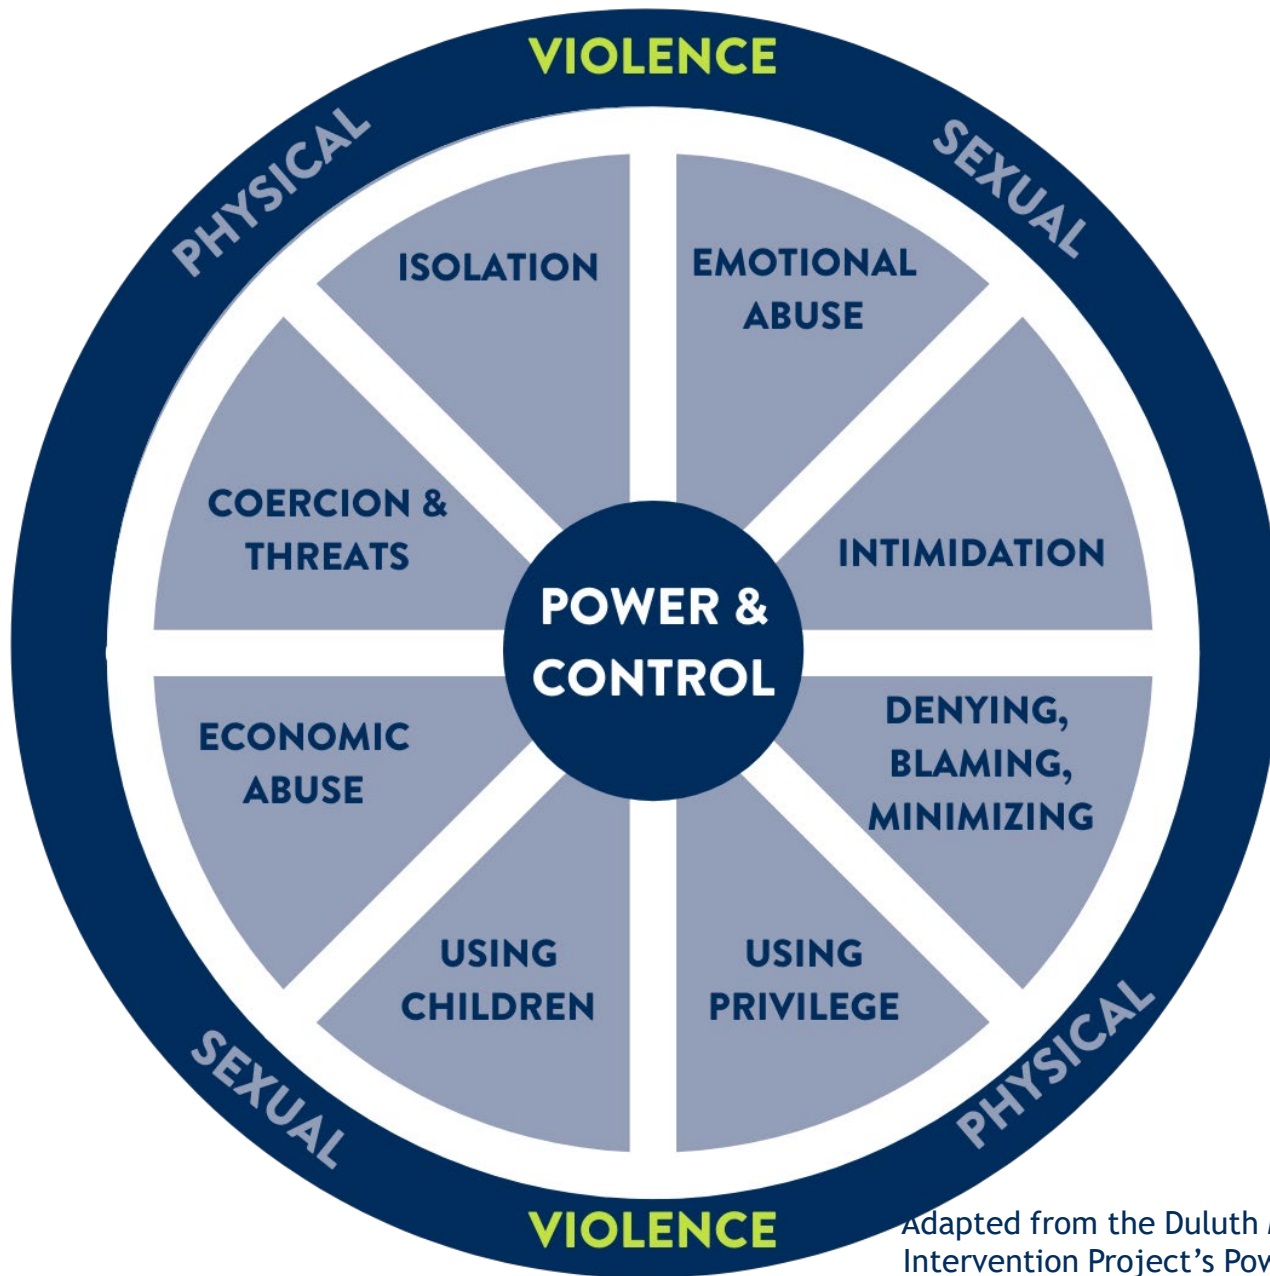 VIOLENCE
PHYSICAL
SEXUAL
ISOLATION
EMOTIONAL
ABUSE
COERCION &
THREATS
INTIMIDATION
POWER &
CONTROL
ECONOMIC
ABUSE
DENYING,
BLAMING,
MINIMIZING
USING
CHILDREN
USING
PRIVILEGE
SEXUAL
PHYSICAL
VIOLENCE
Adapted from the Duluth
Intervention Project’s